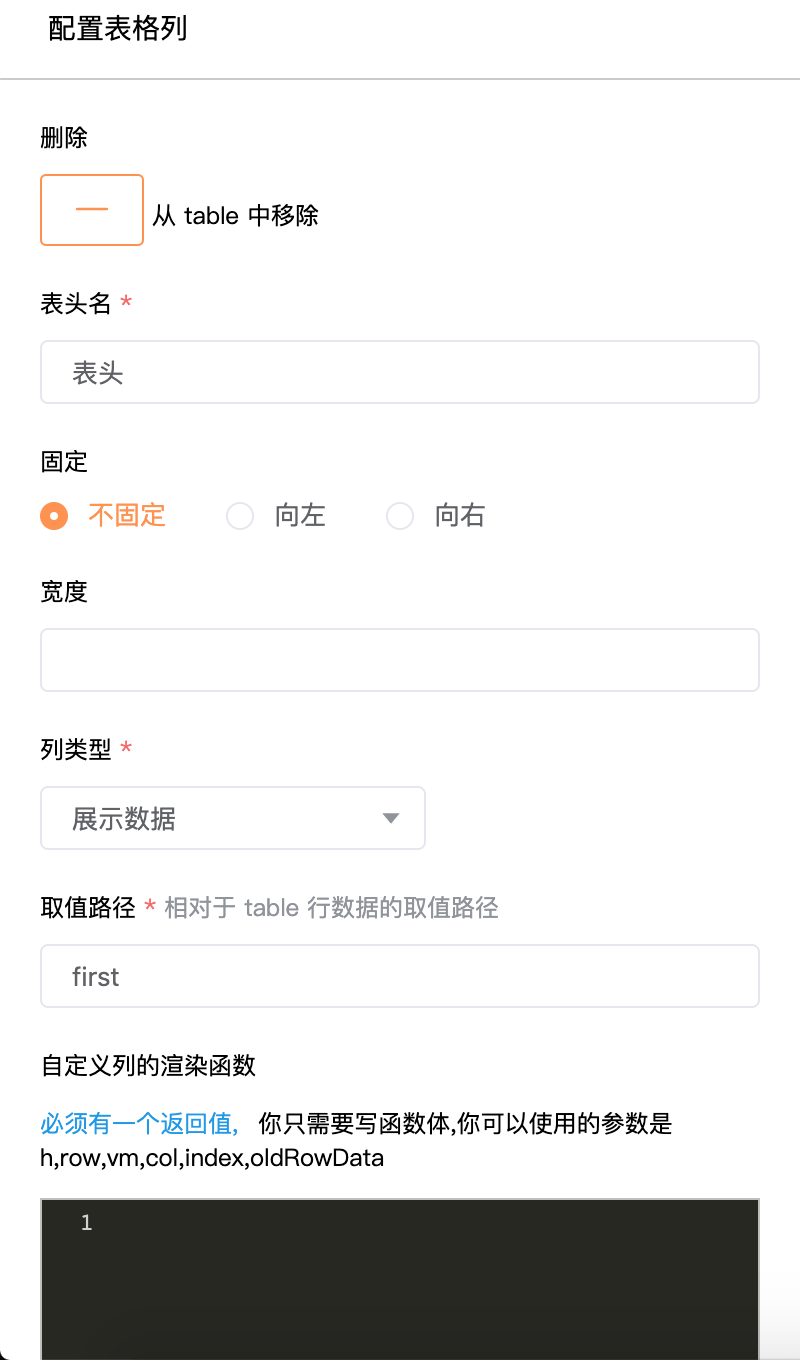 配置表格列
删除
从 table 中移除
表头名 *
表头
固定
不固定 向左 向右
宽度
列类型 *
展示数据
取值路径 * 相对于 table 行数据的取值路径
first
自定义列的渲染函数
必须有一个返回值, 你只需要写函数体,你可以使用的参数是
h,row,vm,col,index,oldRowData
1